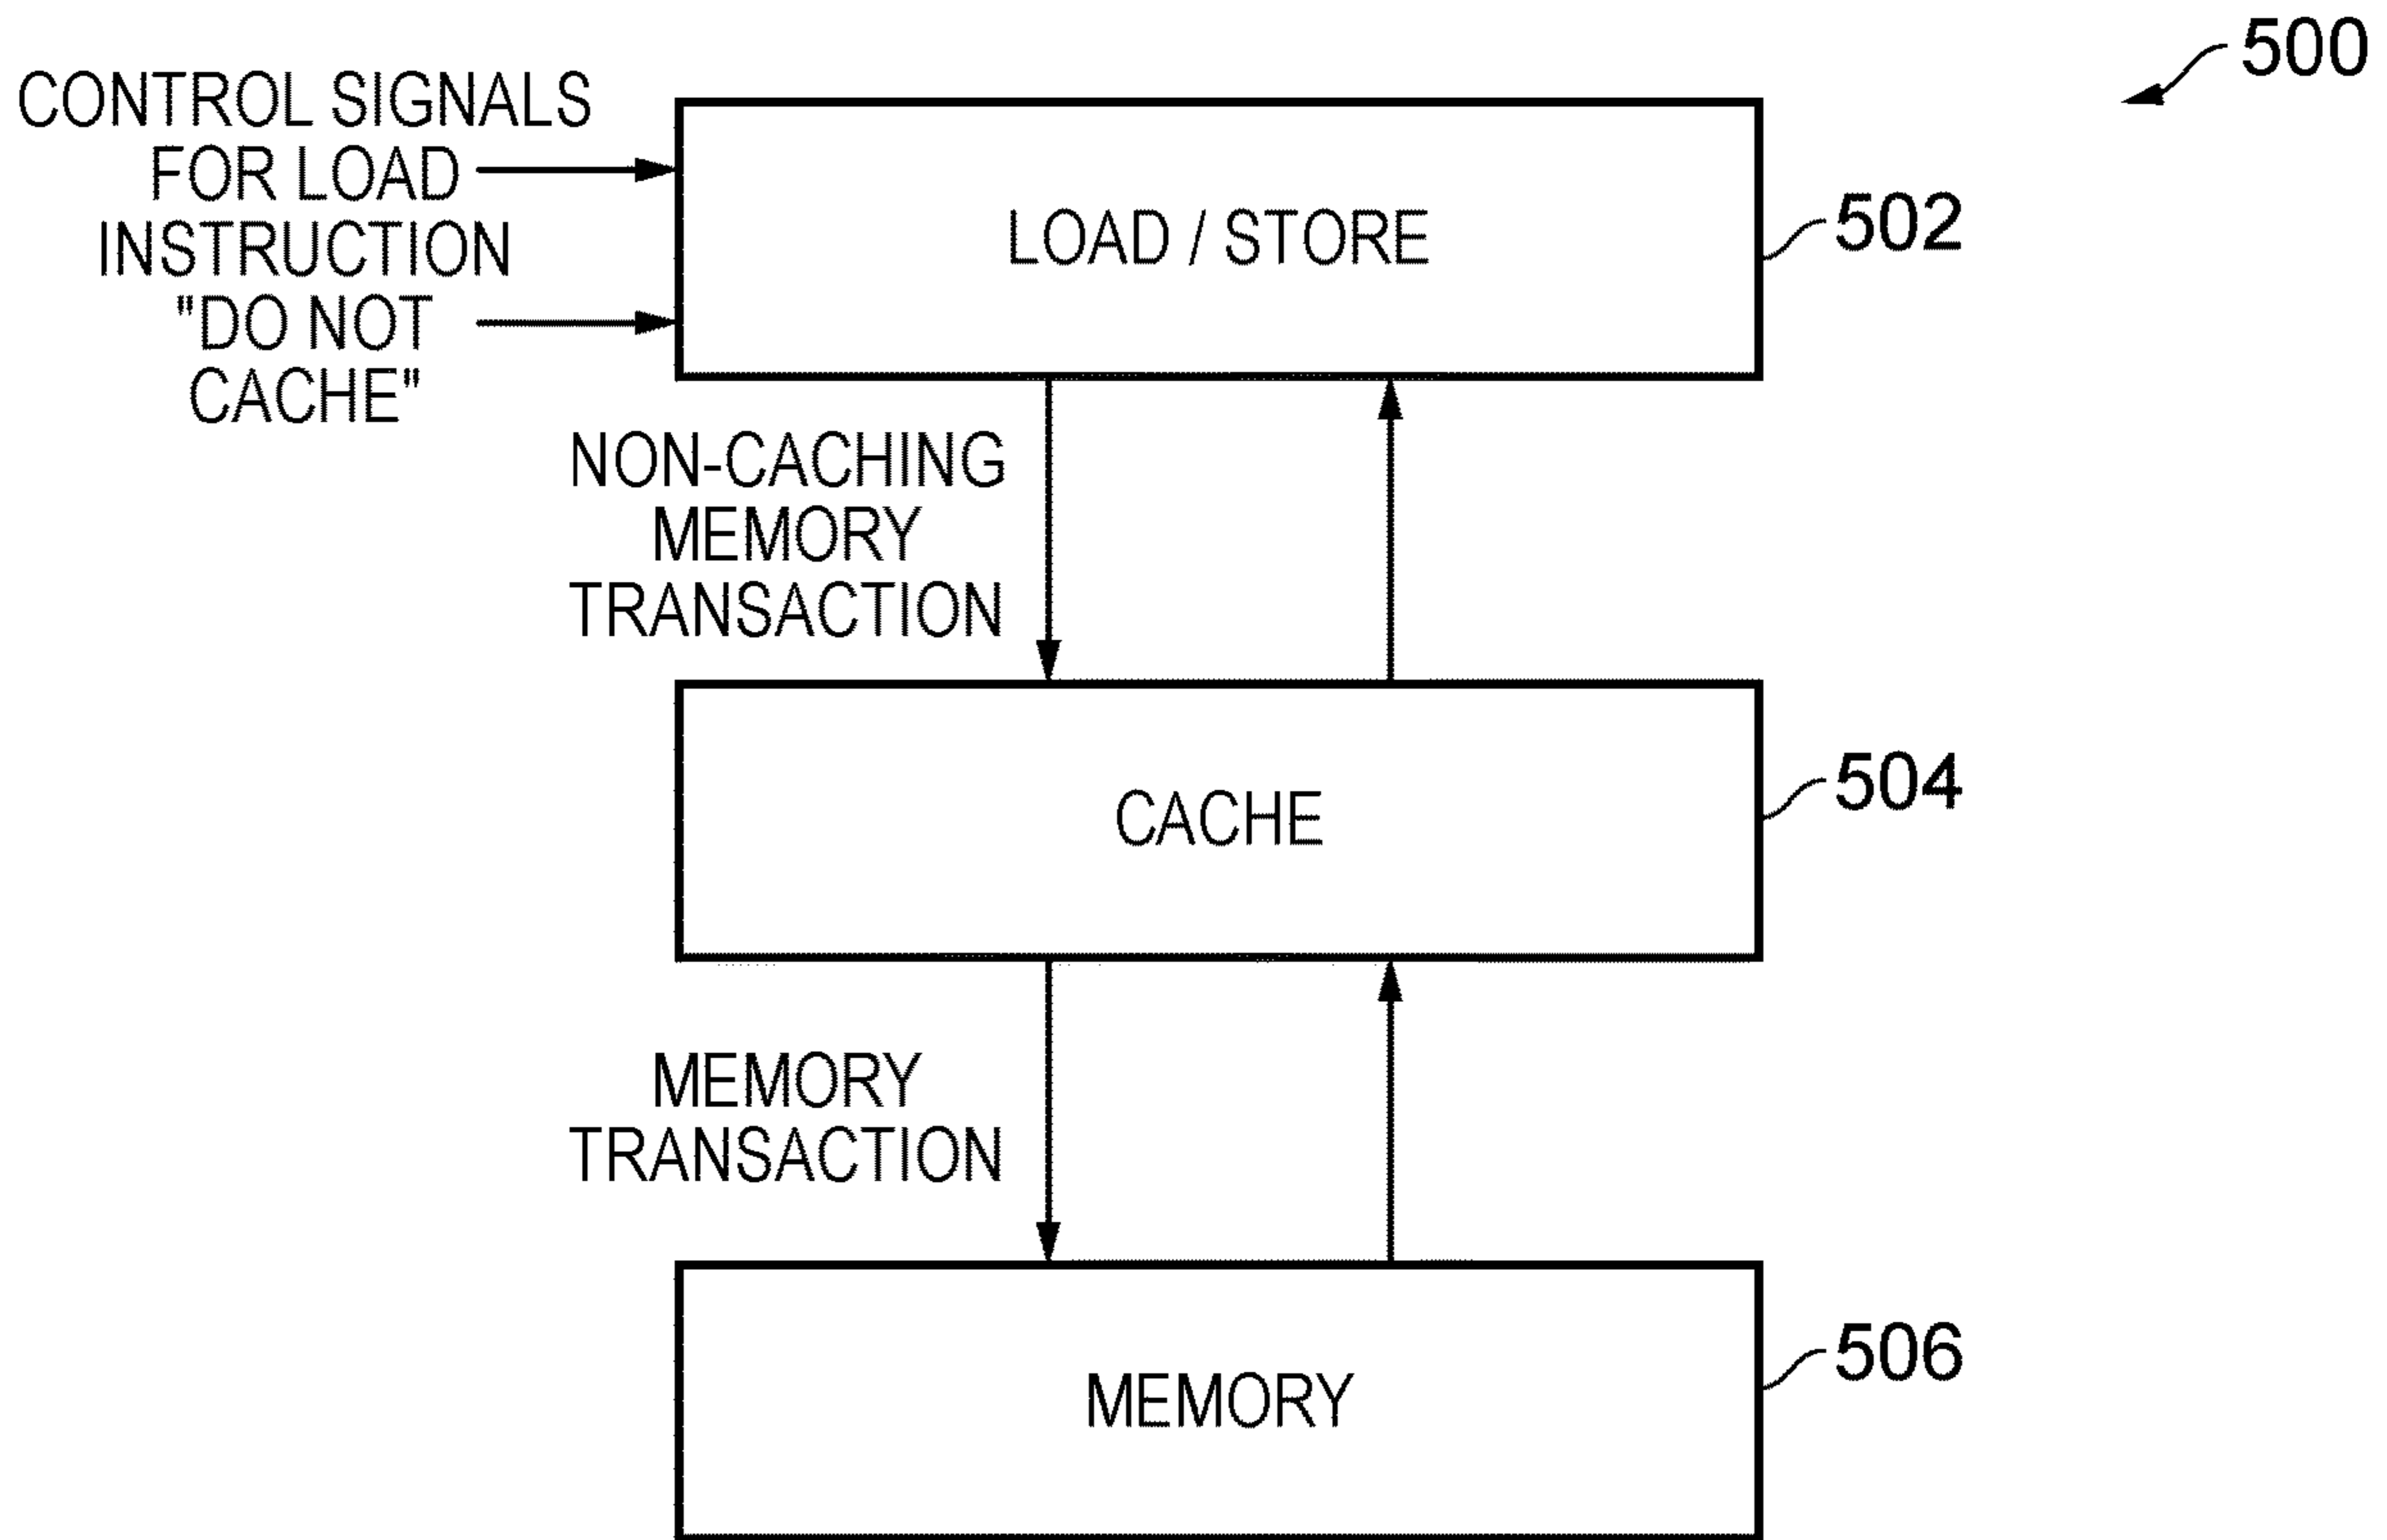 500
CONTROL SIGNALS
FOR LOAD
INSTRUCTION
"DO NOT
CACHE"
LOAD / STORE
502
NON-CACHING
MEMORY
TRANSACTION
CACHE
504
MEMORY
TRANSACTION
MEMORY
506